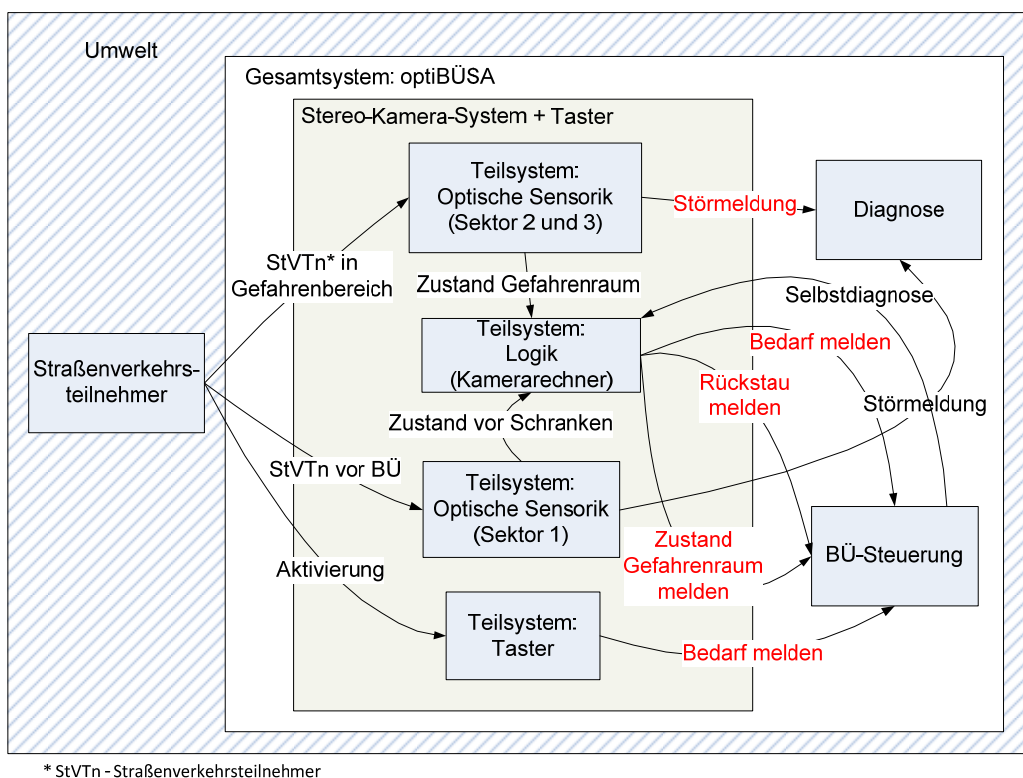 Umwelt
Gesamtsystem: optiBÜSA
Stereo-Kamera-System + Taster
Teilsystem:
Optische Sensorik
(Sektor 2 und 3)
Störmeldung
Diagnose
StVTn* in
Gefahrenbereich
Zustand Gefahrenraum
Selbstdiagnose
Teilsystem:
Logik
(Kamerarechner)
Bedarf melden
Straßenverkehrs-
teilnehmer
Rückstau
melden
Störmeldung
Zustand vor Schranken
StVTn vor BÜ
Teilsystem:
Optische Sensorik
(Sektor 1)
Zustand
Gefahrenraum
melden
BÜ-Steuerung
Aktivierung
Teilsystem:
Taster
Bedarf melden
* StVTn - Straßenverkehrsteilnehmer